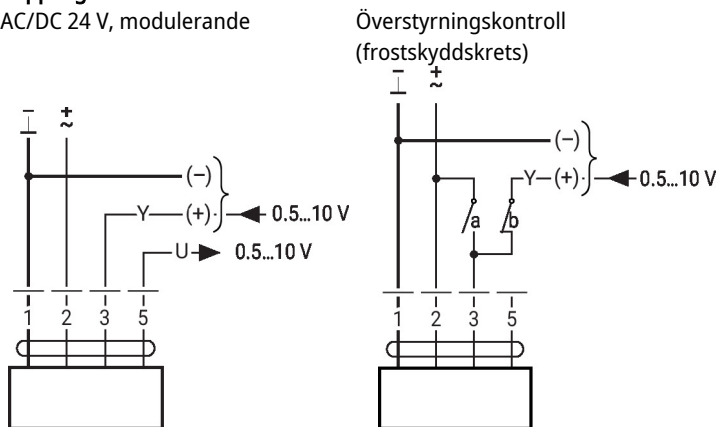 AC/DC 24 V, modulerande
(–)
Y (+) 0.5...10 V
U 0.5...10 V
1 2 3 5
Överstyrningskontroll
(frostskyddskrets)
(–)
Y (+) 0.5...10 V
a b
1 2 3 5